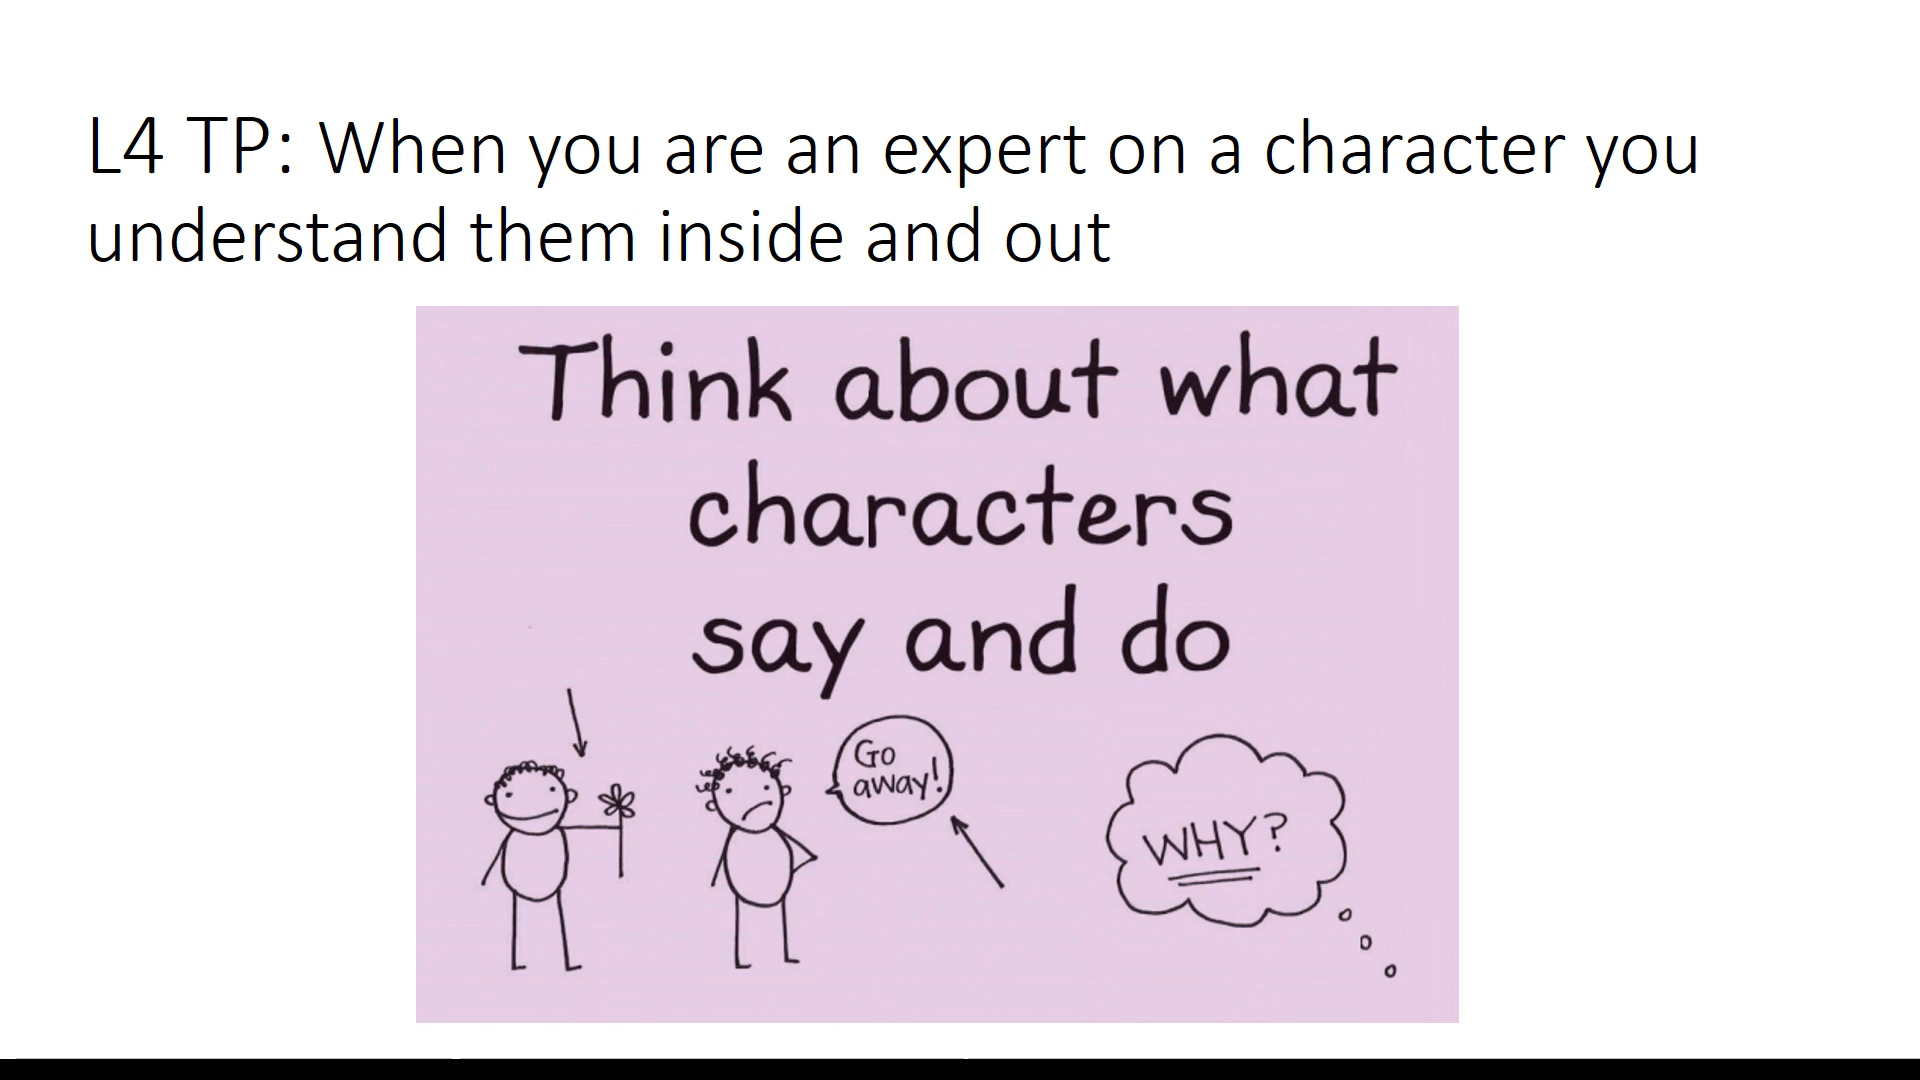 L4 TP: When you are an expert on a character you
understand them inside and out
Think about what
characters
say and do
Go
away!
WHY?